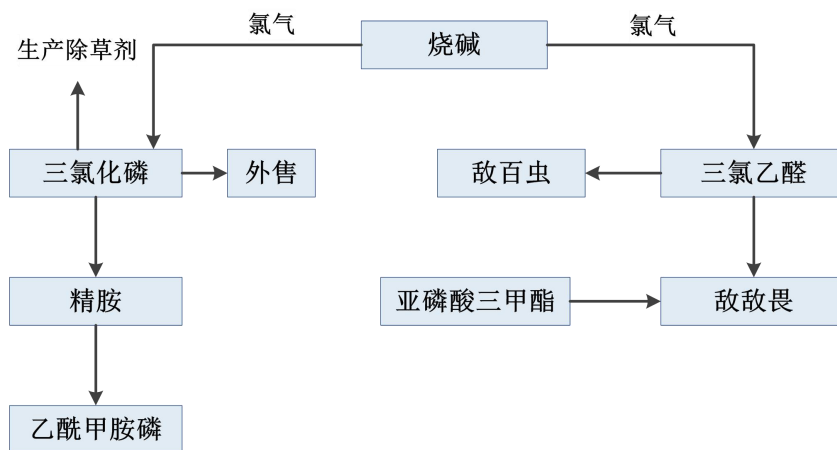 氯气
烧碱
氯气
生产除草剂
三氯化磷
外售
敌百虫
三氯乙醛
精胺
亚磷酸三甲酯
敌敌畏
乙酰甲胺磷